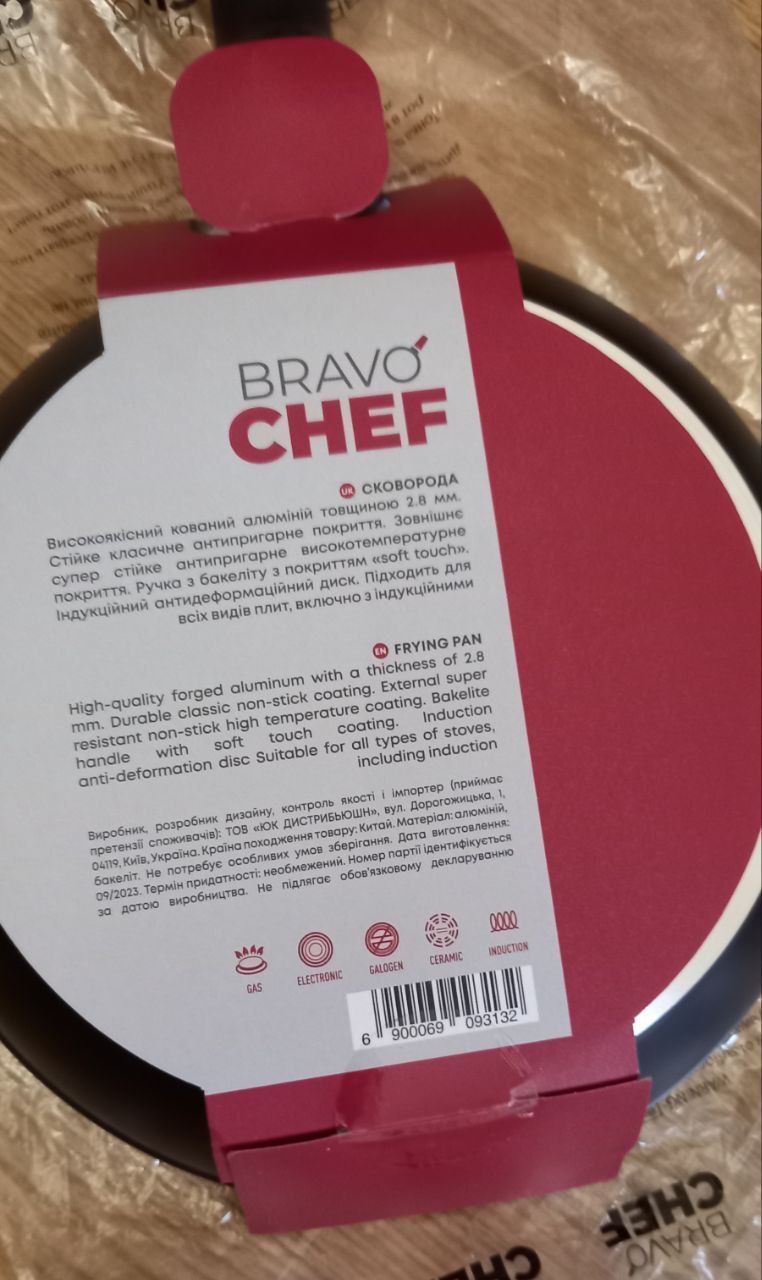 BRAVO
CHEF
UK СКОВОРОДА
Високоякісний кований алюміній товщиною 2.8 мм.
Стійке класичне антипригарне покриття. Зовнішнє
супер стійке антипригарне високотемпературне
покриття. Ручка з бакеліту з покриттям «soft touch».
Індукційний антидеформаційний диск. Підходить для
всіх видів плит, включно з індукційними
EN FRYING PAN
High-quality forged aluminum with a thickness of 2.8
mm. Durable classic non-stick coating. External super
resistant non-stick high temperature coating. Bakelite
handle with soft touch coating. Induction
anti-deformation disc Suitable for all types of stoves,
including induction
Виробник, розробник дизайну, контроль якості і імпортер (приймає
претензії споживачів): ТОВ «ЮК ДИСТРИБЬЮШН», вул. Дорогожицька, 1,
04119, Київ, Україна. Країна походження товару: Китай. Матеріал: алюміній,
бакеліт. Не потребує особливих умов зберігання. Дата виготовлення:
09/2023. Термін придатності: необмежений. Номер партії ідентифікується
за датою виробництва. Не підлягає обов'язковому декларуванню
GAS ELECTRONIC GALOGEN CERAMIC INDUCTION
6 900069 093132
BRAVO
CHEF
CHEF
BRAVO
CHEF